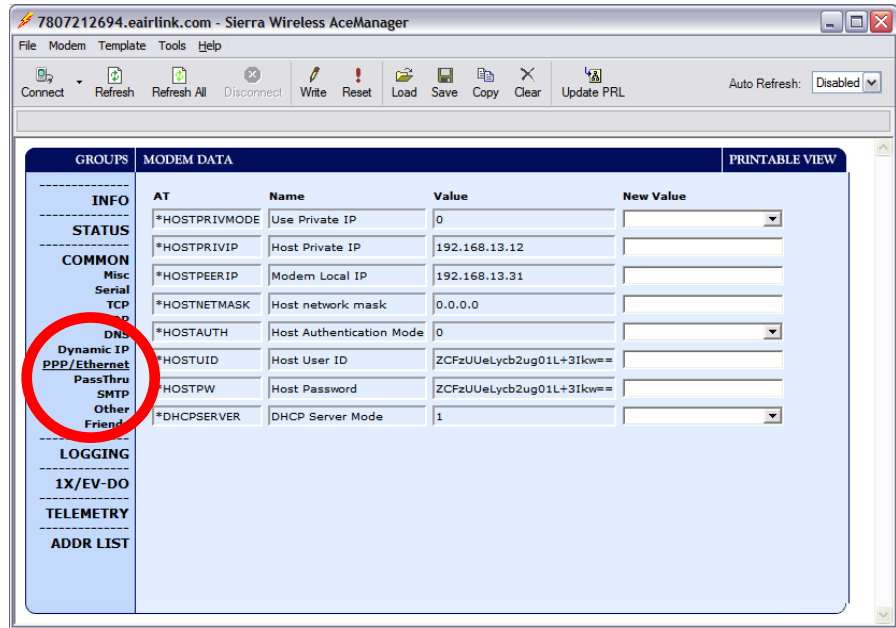 7807212694.eairlink.com - Sierra Wireless AceManager
File Modem Template Tools Help
Connect Refresh Refresh All Disconnect Write Reset Load Save Copy Clear Update PRL Auto Refresh: Disabled
GROUPS MODEM DATA PRINTABLE VIEW
INFO
STATUS
COMMON
Misc
Serial
TCP
DNS
Dynamic IP
PPP/Ethernet
PassThru
SMTP
Other
LOGGING
1X/EV-DO
TELEMETRY
ADDR LIST
AT Name Value New Value
*HOSTPRIVMODE Use Private IP 0
*HOSTPRIVIP Host Private IP 192.168.13.12
*HOSTPEERIP Modem Local IP 192.168.13.31
*HOSTNETMASK Host network mask 0.0.0.0
*HOSTAUTH Host Authentication Mode 0
*HOSTUID Host User ID ZCFzUUeLycb2ug01L+3Ikw==
*HOSTPW Host Password ZCFzUUeLycb2ug01L+3Ikw==
*DHCPSERVER DHCP Server Mode 1